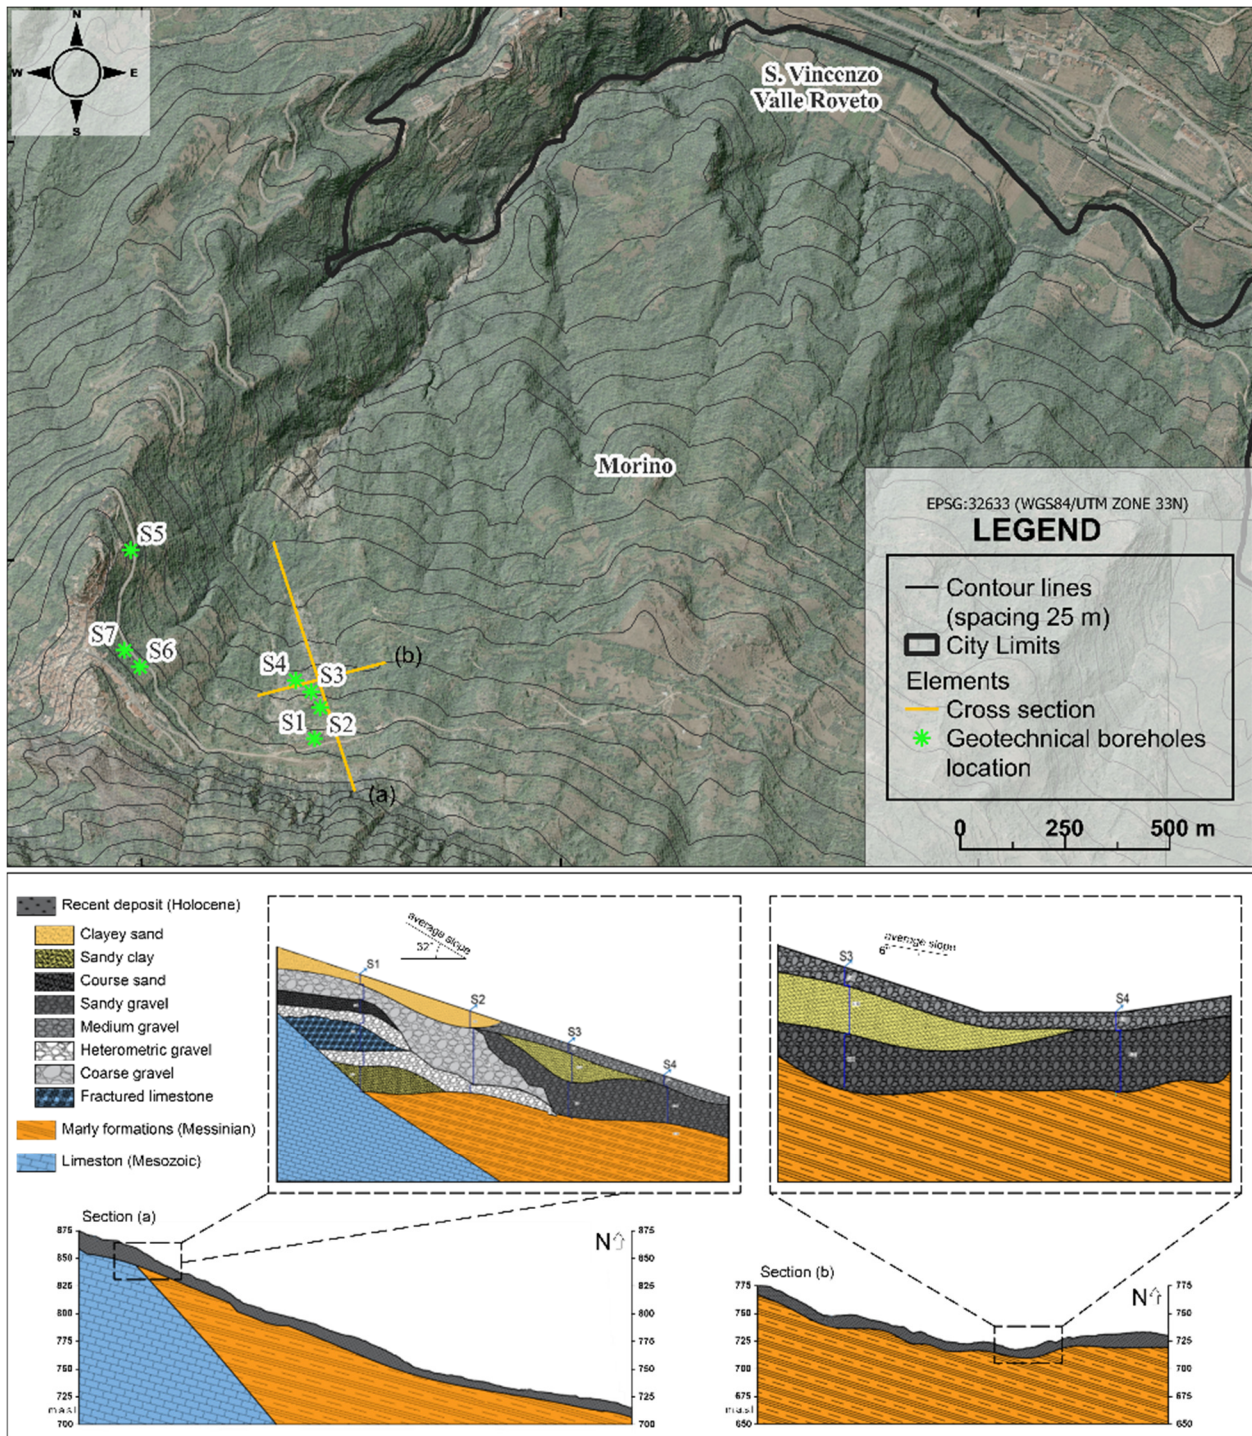 N
W
E
S
S. Vincenzo
Valle Roveto
Morino
S5
S7
S6
S4
S3
(b)
S1
S2
(a)
EPSG:32633 (WGS84/UTM ZONE 33N)
LEGEND
Contour lines
(spacing 25 m)
City Limits
Elements
Cross section
Geotechnical boreholes
location
0 250 500 m
Recent deposit (Holocene)
Clayey sand
Sandy clay
Course sand
Sandy gravel
Medium gravel
Heterometric gravel
Coarse gravel
Fractured limestone
Marly formations (Messinian)
Limeston (Mesozoic)
average slope
32°
S1
S2
S3
S4
average slope
6°
S3
S4
Section (a)
875
850
825
800
775
750
725
m a.s.l.
700
N
875
850
825
800
775
750
725
700
Section (b)
775
750
725
700
675
m a.s.l.
650
N
775
750
725
700
675
650